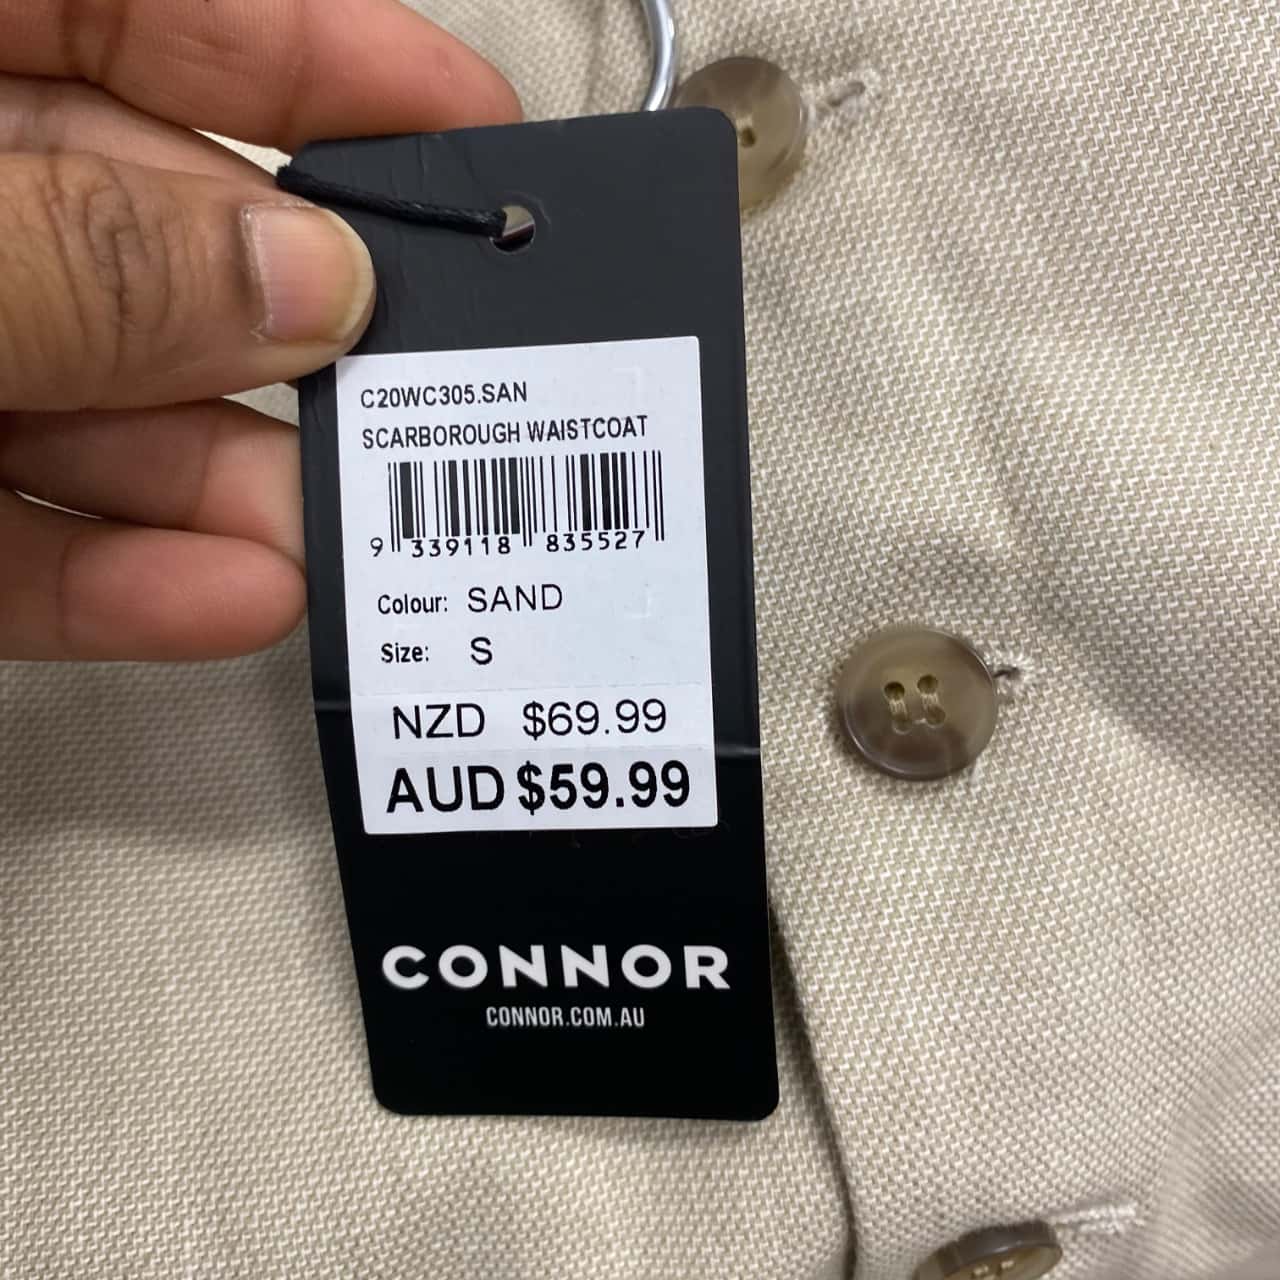 C20WC305.SAN
SCARBOROUGH WAISTCOAT
9 339118 835527
Colour: SAND
Size: S
NZD $69.99
AUD $59.99
CONNOR
CONNOR.COM.AU